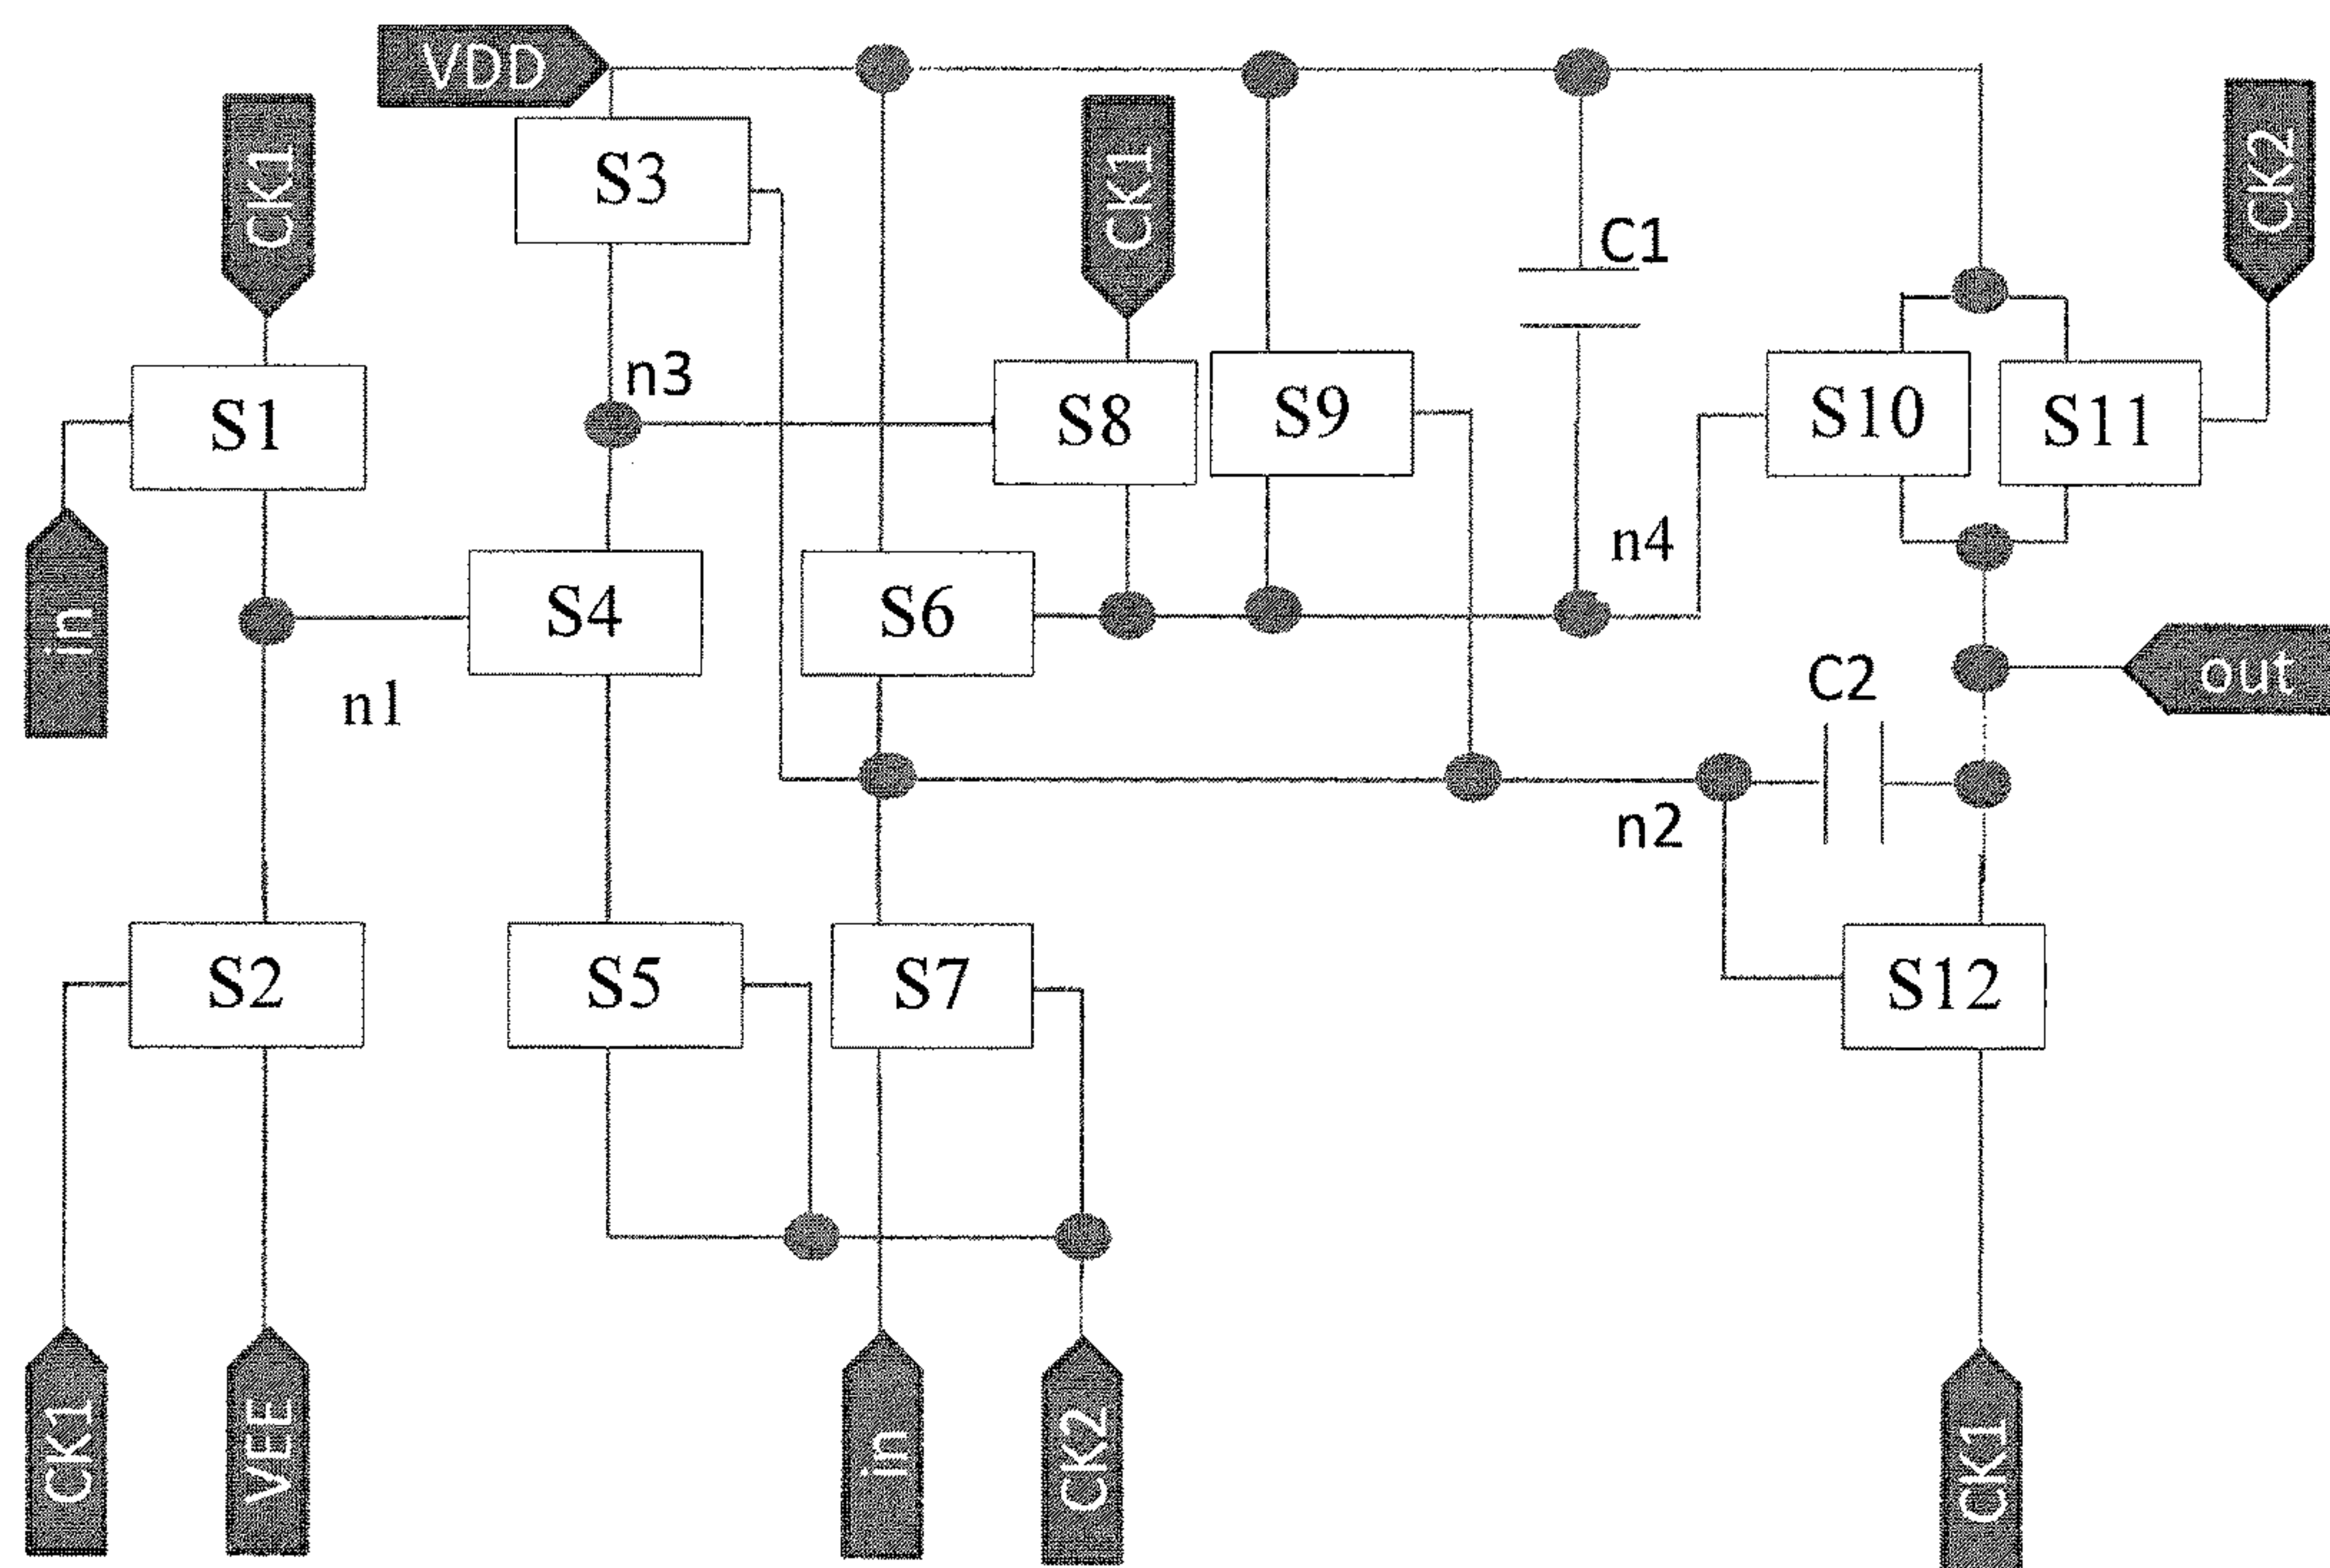 VDD
CK1
CK1
CK2
S3
C1
n3
S1
S8
S9
S10
S11
in
n4
S4
S6
n1
C2
out
n2
S2
S5
S7
S12
CK1
VEE
in
CK2
CK1